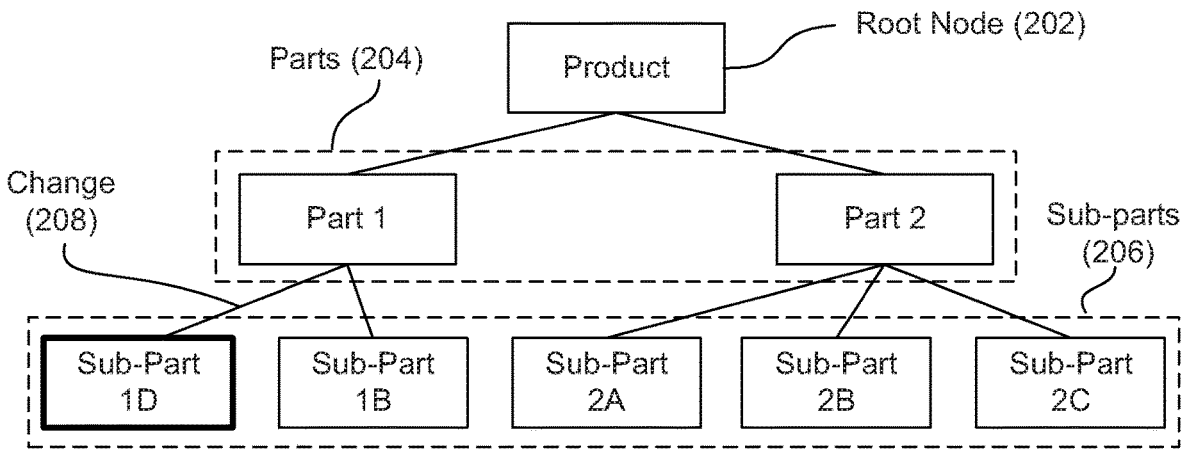 Root Node (202)
Parts (204)
Product
Change
(208)
Part 1
Part 2
Sub-parts
(206)
Sub-Part
1D
Sub-Part
1B
Sub-Part
2A
Sub-Part
2B
Sub-Part
2C